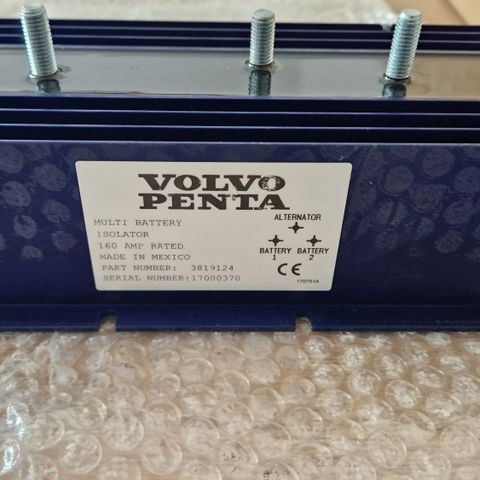 VOLVO
PENTA
MULTI BATTERY
ISOLATOR
160 AMP RATED
MADE IN MEXICO
PART NUMBER: 3819124
SERIAL NUMBER:17000370
ALTERNATOR
BATTERY BATTERY
1 2
CE
170751A